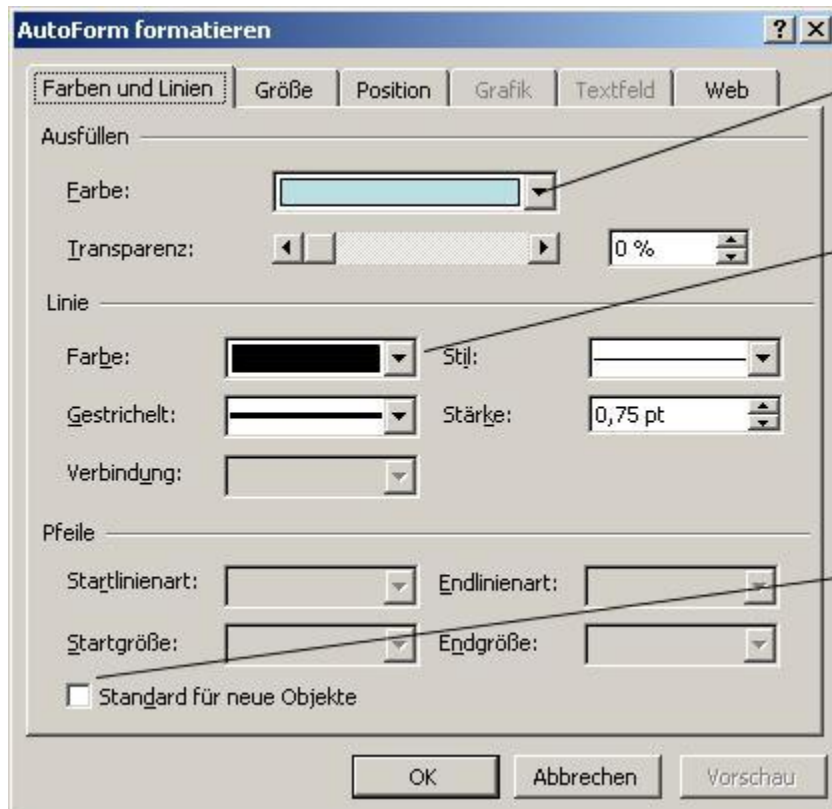 AutoForm formatieren
Farben und Linien Größe Position Grafik Textfeld Web
Ausfüllen
Farbe:
Transparenz: 0 %
Linie
Farbe: Stil:
Gestrichelt: Stärke: 0,75 pt
Verbindung:
Pfeile
Startlinienart: Endlinienart:
Startgröße: Endgröße:
Standard für neue Objekte
OK Abbrechen Vorschau